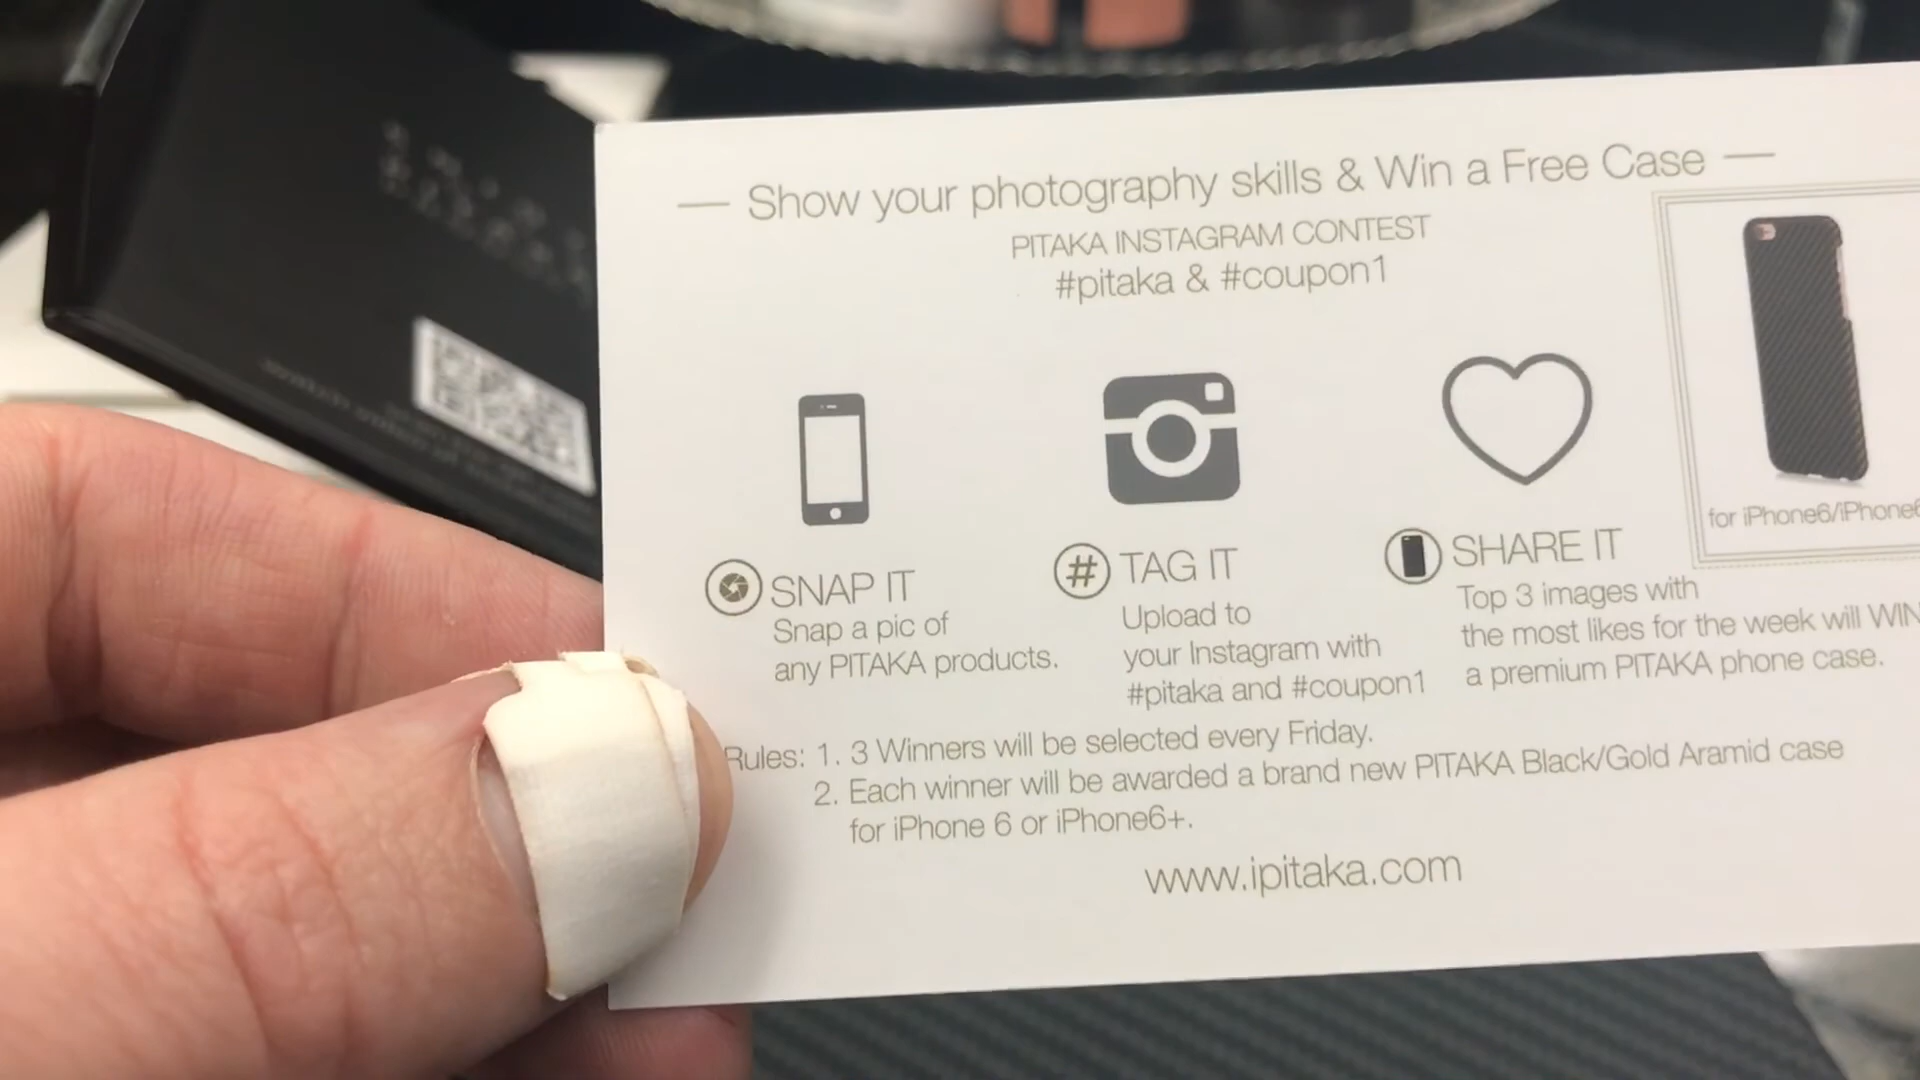 Show your photography skills & Win a Free Case
PITAKA INSTAGRAM CONTEST
#pitaka & #coupon1
for iPhone6/iPhone6
SNAP IT
Snap a pic of
any PITAKA products.
# TAG IT
Upload to
your Instagram with
#pitaka and #coupon1
SHARE IT
Top 3 images with
the most likes for the week will WIN
a premium PITAKA phone case.
Rules: 1. 3 Winners will be selected every Friday.
2. Each winner will be awarded a brand new PITAKA Black/Gold Aramid case
for iPhone 6 or iPhone6+.
www.ipitaka.com